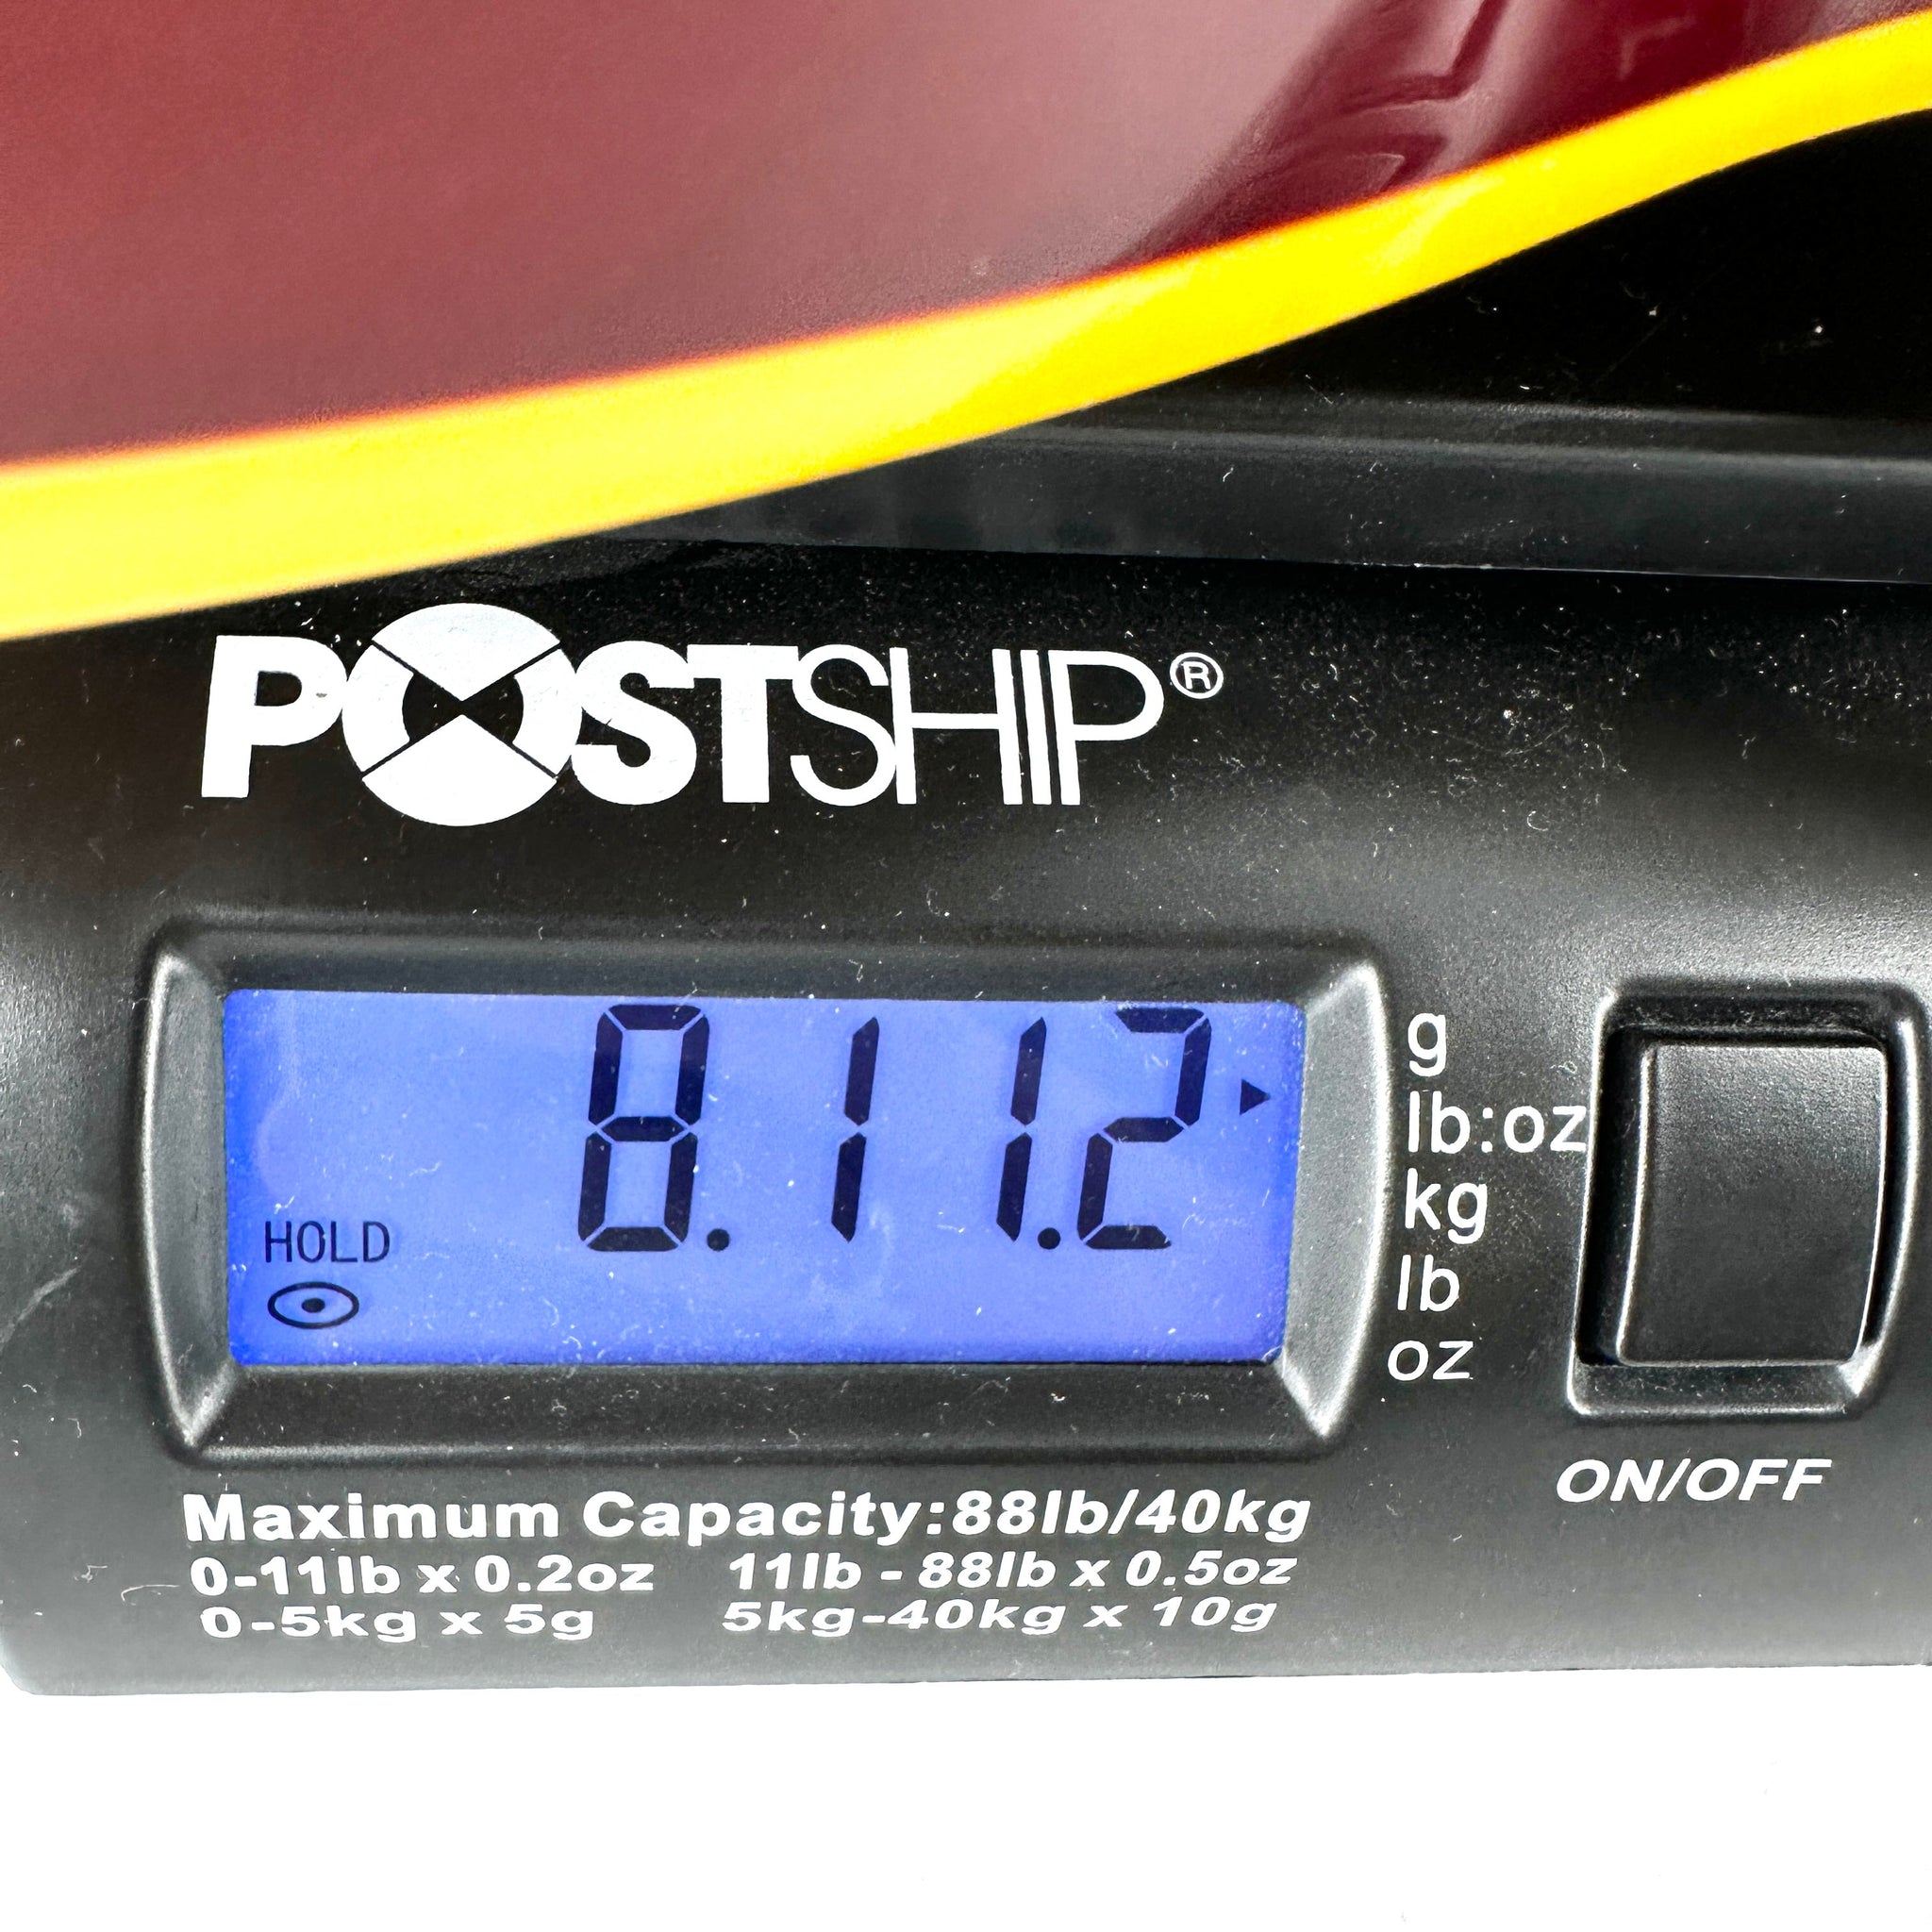 POSTSHIP®
8.11.2
g
lb:oz
kg
HOLD
lb
oz
ON/OFF
Maximum Capacity:88lb/40kg
0-11lb x 0.2oz 11lb - 88lb x 0.5oz
0-5kg x 5g 5kg-40kg x 10g